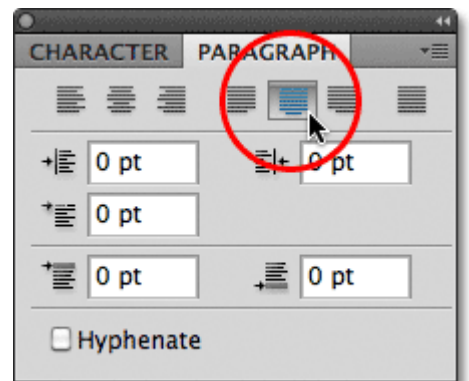 CHARACTER PARAGRAPH
0 pt 0 pt
0 pt
0 pt 0 pt
Hyphenate